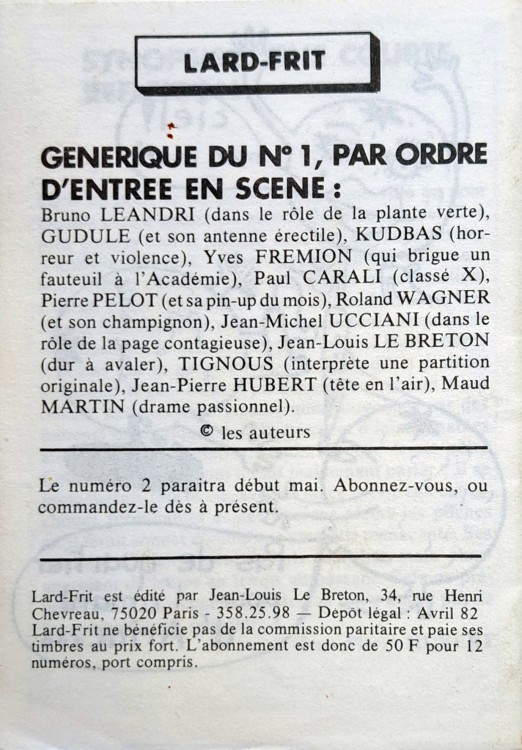 LARD-FRIT
GENERIQUE DU Nº 1, PAR ORDRE
D'ENTREE EN SCENE :
Bruno LEANDRI (dans le rôle de la plante verte),
GUDULE (et son antenne érectile), KUDBAS (hor-
reur et violence), Yves FREMION (qui brigue un
fauteuil à l'Académie), Paul CARALI (classé X),
Pierre PELOT (et sa pin-up du mois), Roland WAGNER
(et son champignon), Jean-Michel UCCIANI (dans le
rôle de la page contagieuse), Jean-Louis LE BRETON
(dur à avaler), TIGNOUS (interprète une partition
originale), Jean-Pierre HUBERT (tête en l'air), Maud
MARTIN (drame passionnel).
© les auteurs
Le numéro 2 paraitra début mai. Abonnez-vous, ou
commandez-le dès à présent.
Lard-Frit est édité par Jean-Louis Le Breton, 34, rue Henri
Chevreau, 75020 Paris - 358.25.98 — Dépôt légal : Avril 82
Lard-Frit ne bénéficie pas de la commission paritaire et paie ses
timbres au prix fort. L'abonnement est donc de 50 F pour 12
numéros, port compris.